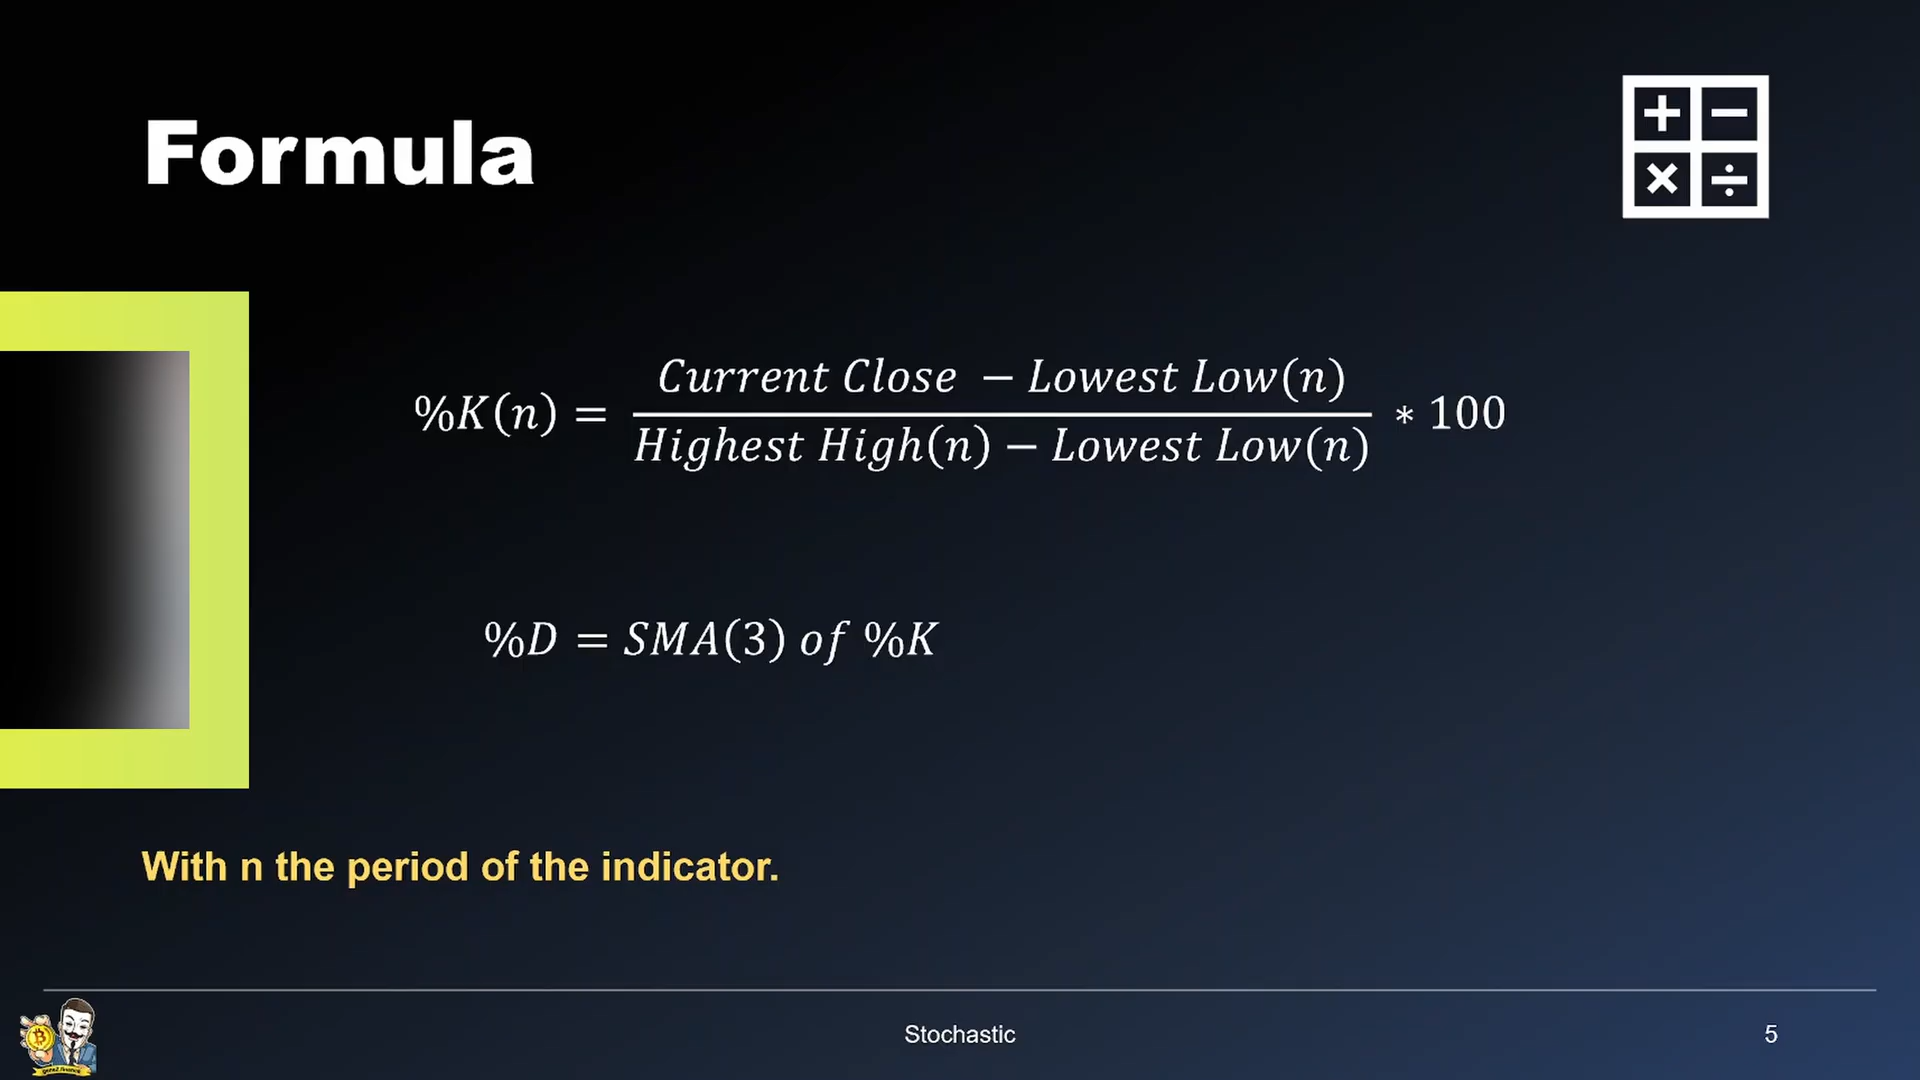 Formula
%K(n) = (Current Close − Lowest Low(n)) / (Highest High(n) − Lowest Low(n)) * 100
%D = SMA(3) of %K
With n the period of the indicator.
Stochastic
5